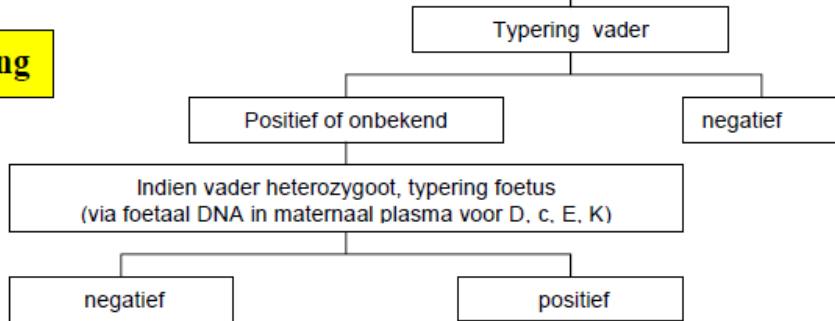 Typering vader
ng
Positief of onbekend
negatief
Indien vader heterozygoot, typering foetus
(via foetaal DNA in maternaal plasma voor D, c, E, K)
negatief
positief